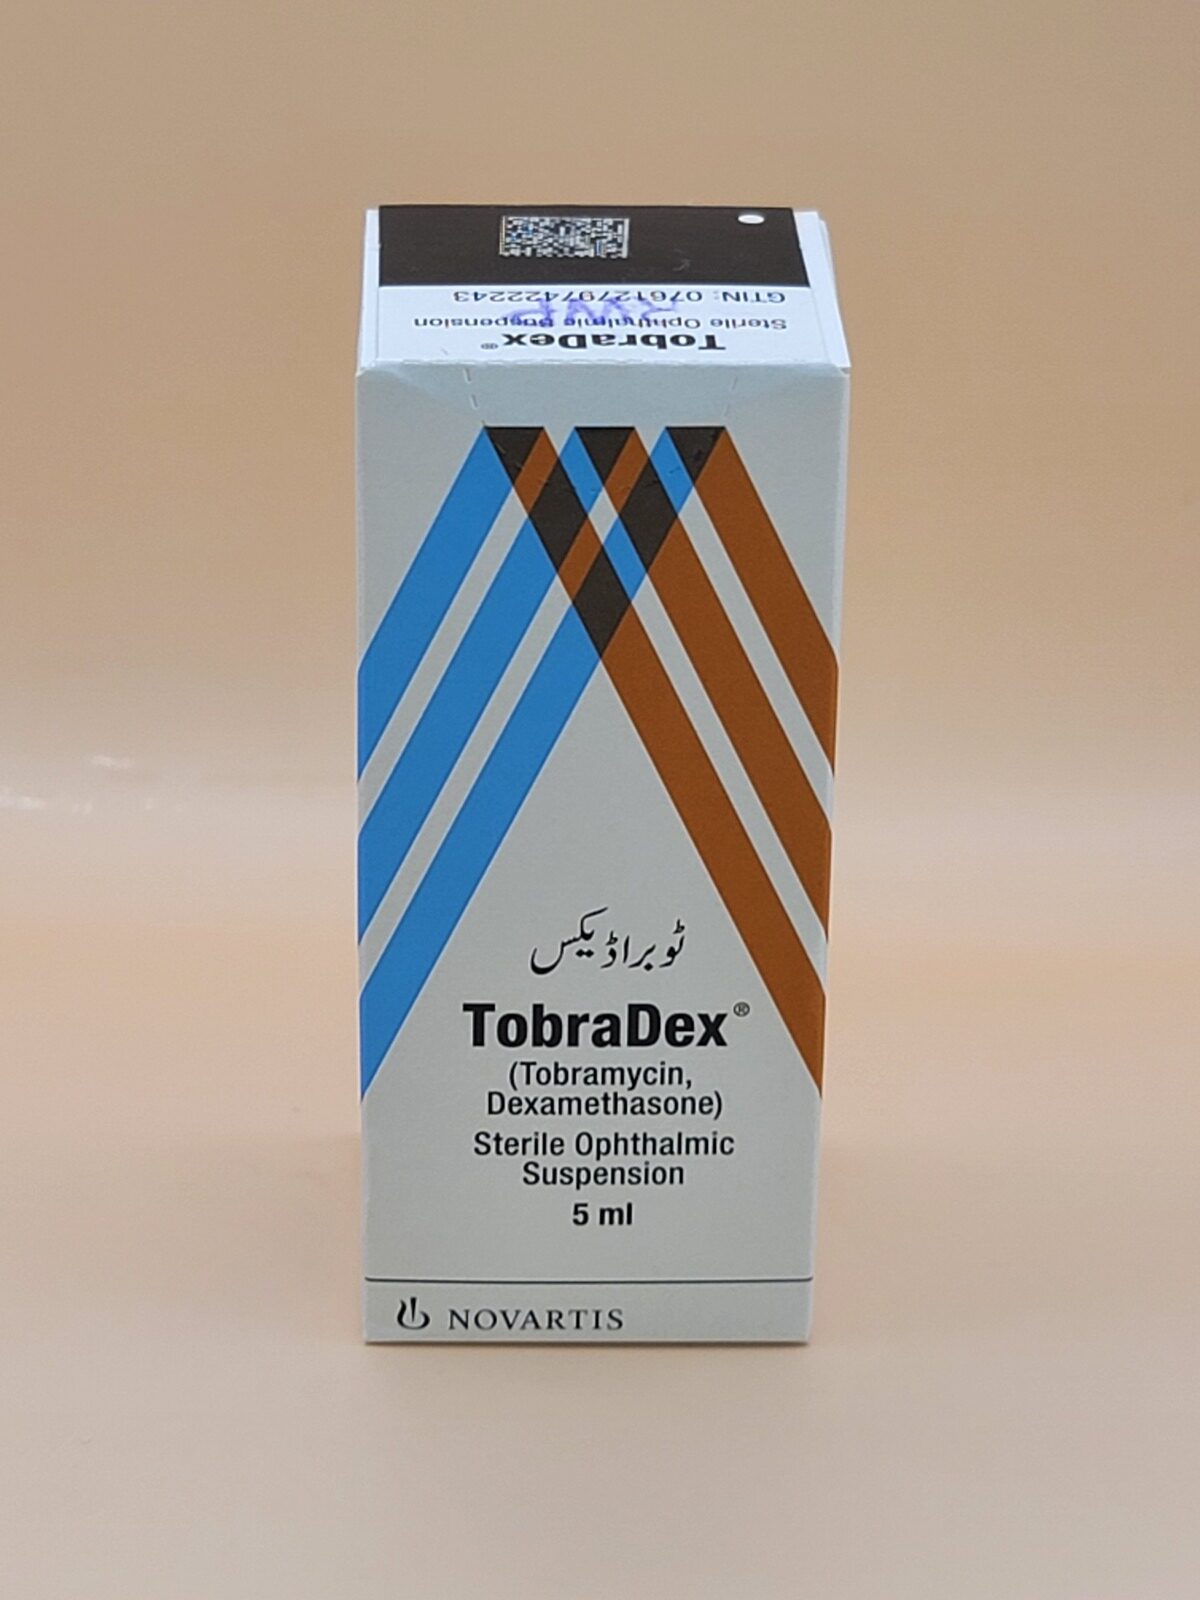 TobraDex®
Sterile Ophthalmic Suspension
GTIN: 07612797422243
ٹوبراڈیکس
TobraDex®
(Tobramycin,
Dexamethasone)
Sterile Ophthalmic
Suspension
5 ml
NOVARTIS